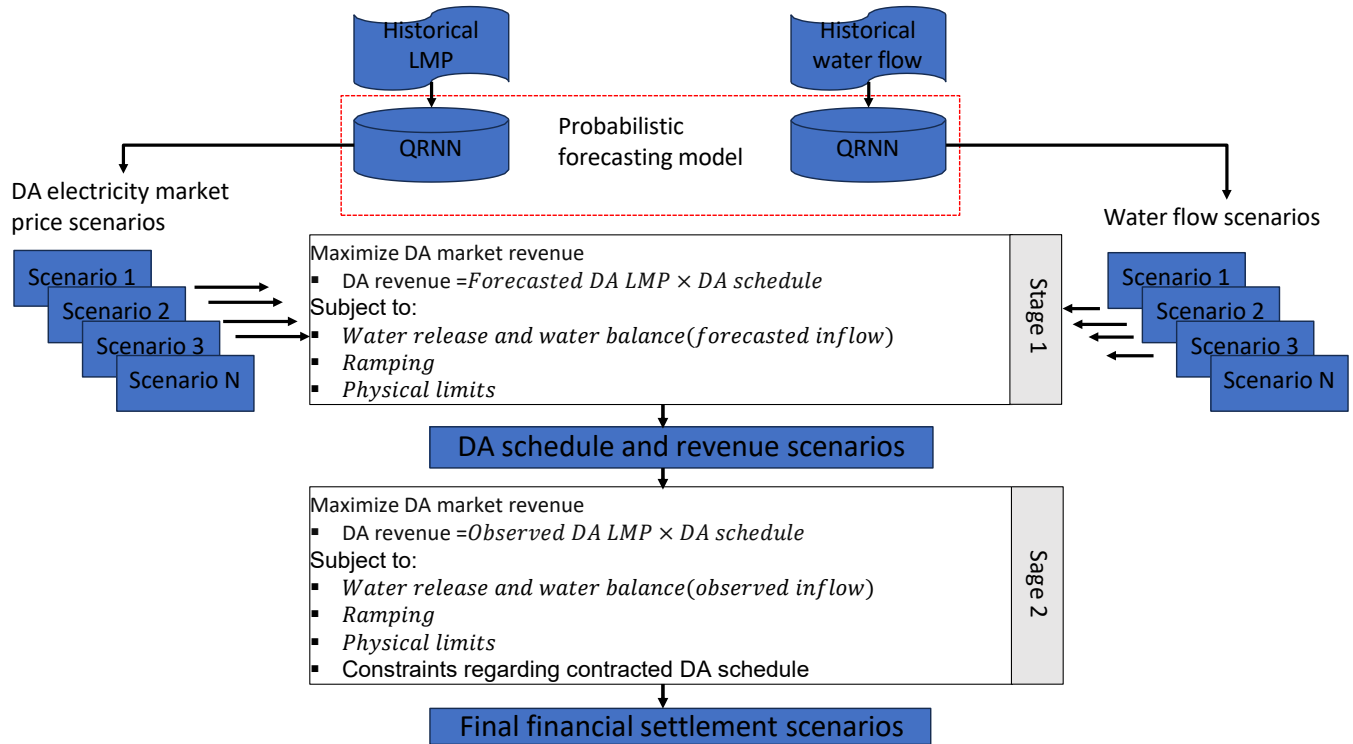 Historical
LMP
Historical
water flow
QRNN
Probabilistic
forecasting model
QRNN
DA electricity market
price scenarios
Water flow scenarios
Scenario 1
Scenario 2
Scenario 3
Scenario N
Maximize DA market revenue
▪ DA revenue =Forecasted DA LMP × DA schedule
Subject to:
▪ Water release and water balance(forecasted inflow)
▪ Ramping
▪ Physical limits
Stage 1
Scenario 1
Scenario 2
Scenario 3
Scenario N
DA schedule and revenue scenarios
Maximize DA market revenue
▪ DA revenue =Observed DA LMP × DA schedule
Subject to:
▪ Water release and water balance(observed inflow)
▪ Ramping
▪ Physical limits
▪ Constraints regarding contracted DA schedule
Sage 2
Final financial settlement scenarios